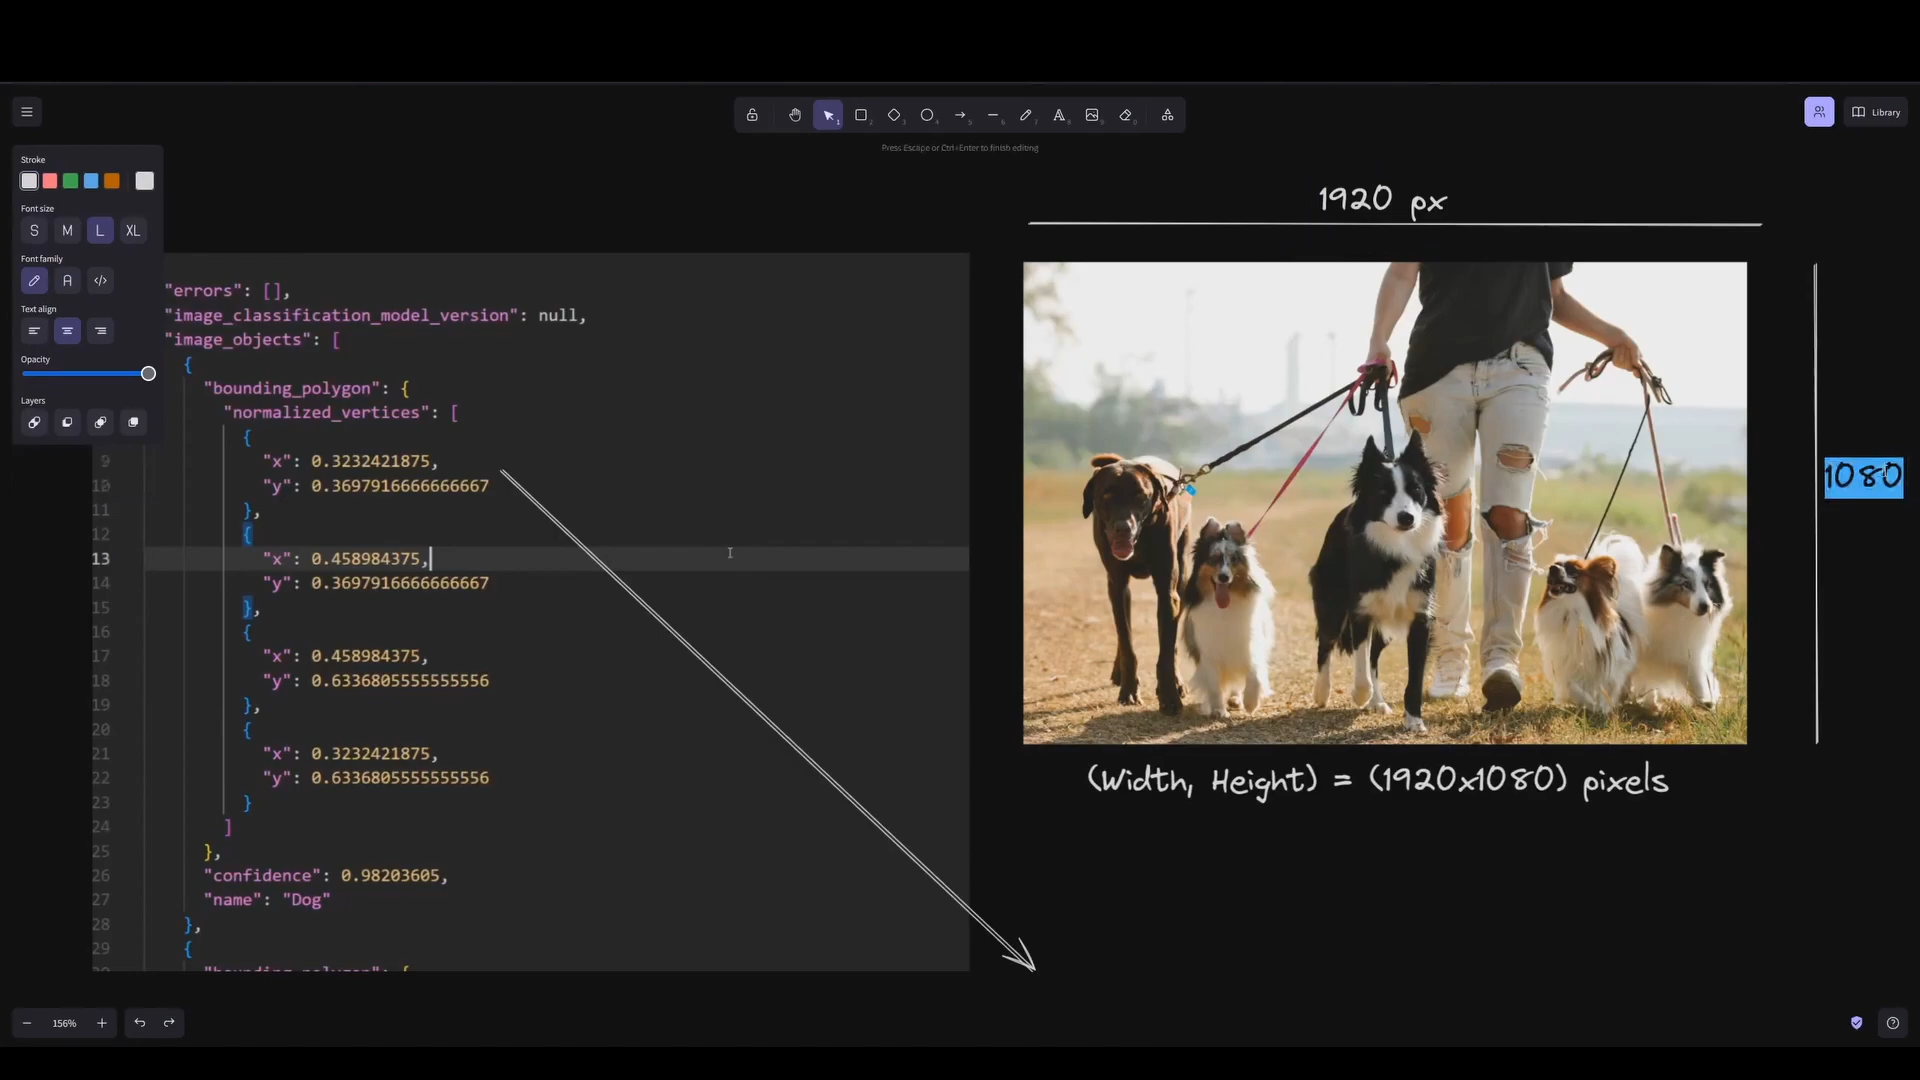 Library
Press Escape or Ctrl+Enter to finish editing
Stroke
Font size
S M L XL
Font family
A </>
Text align
Opacity
Layers
"errors": [],
"image_classification_model_version": null,
"image_objects": [
{
"bounding_polygon": {
"normalized_vertices": [
{
9 "x": 0.3232421875,
10 "y": 0.3697916666666667
11 },
12 {
13 "x": 0.458984375,
14 "y": 0.3697916666666667
15 },
16 {
17 "x": 0.458984375,
18 "y": 0.6336805555555556
19 },
20 {
21 "x": 0.3232421875,
22 "y": 0.6336805555555556
23 }
24 ]
25 },
26 "confidence": 0.98203605,
27 "name": "Dog"
28 },
29 {
"bounding_polygon": {
1920 px
1080
(Width, Height) = (1920x1080) pixels
156%